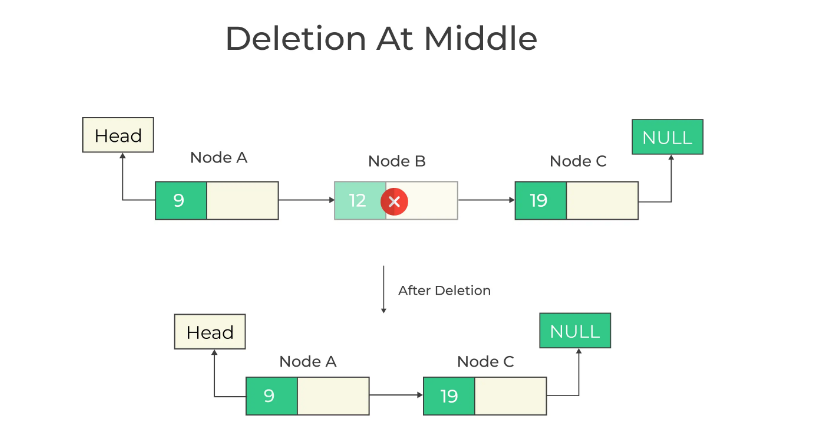 Deletion At Middle
Head
Node A
Node B
Node C
NULL
9
12
19
After Deletion
Head
Node A
Node C
NULL
9
19